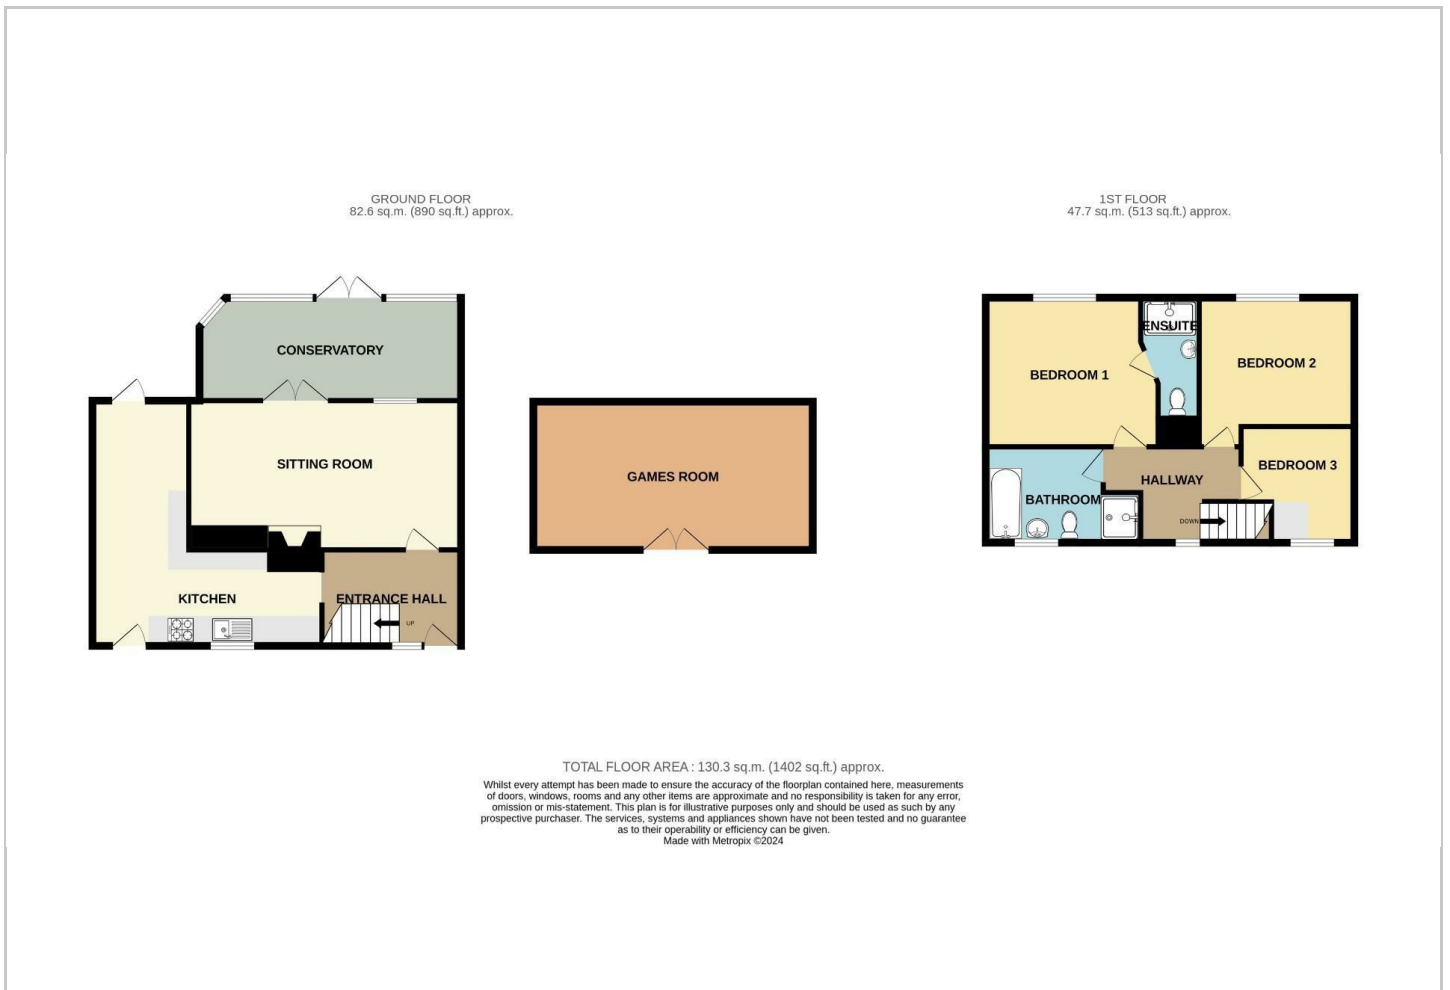 GROUND FLOOR
82.6 sq.m. (890 sq.ft.) approx.
CONSERVATORY
SITTING ROOM
KITCHEN
ENTRANCE HALL
UP
GAMES ROOM
1ST FLOOR
47.7 sq.m. (513 sq.ft.) approx.
ENSUITE
BEDROOM 1
BEDROOM 2
BEDROOM 3
HALLWAY
BATHROOM
DOWN
TOTAL FLOOR AREA : 130.3 sq.m. (1402 sq.ft.) approx.
Whilst every attempt has been made to ensure the accuracy of the floorplan contained here, measurements
of doors, windows, rooms and any other items are approximate and no responsibility is taken for any error,
omission or mis-statement. This plan is for illustrative purposes only and should be used as such by any
prospective purchaser. The services, systems and appliances shown have not been tested and no guarantee
as to their operability or efficiency can be given.
Made with Metropix ©2024